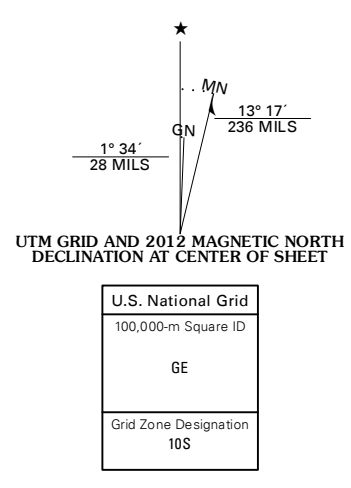 ★
MN
13° 17´
236 MILS
GN
1° 34´
28 MILS
UTM GRID AND 2012 MAGNETIC NORTH
DECLINATION AT CENTER OF SHEET
U.S. National Grid
100,000-m Square ID
GE
Grid Zone Designation
10S